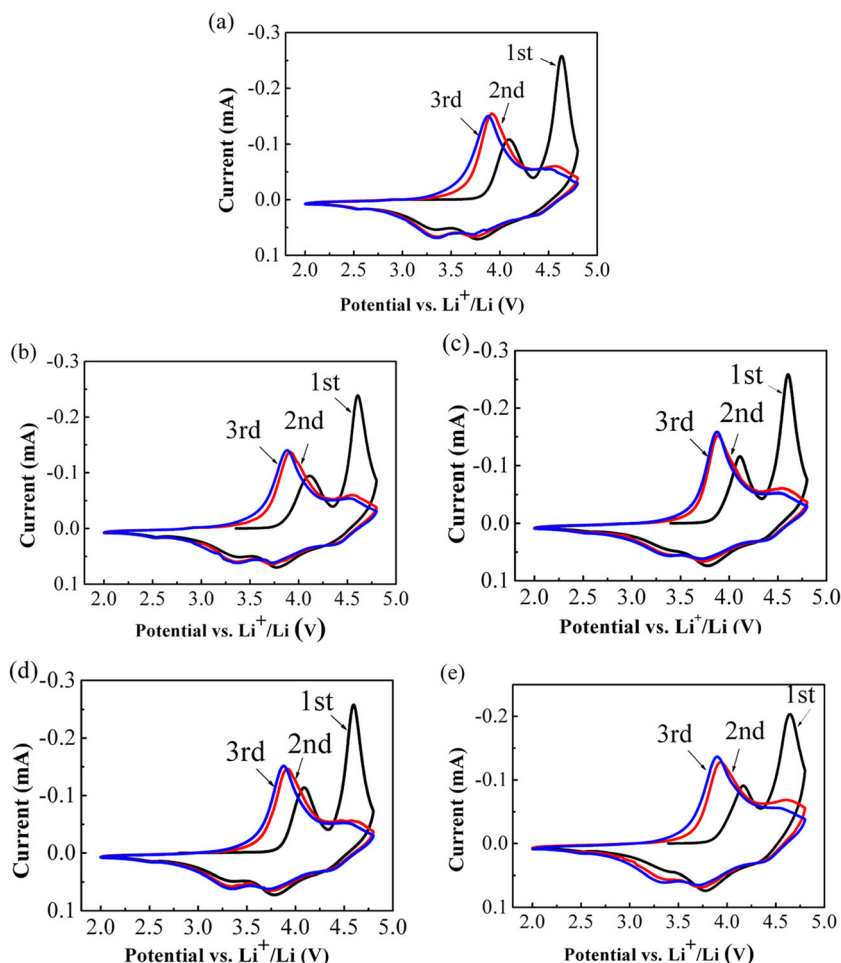 (a)
-0.3
-0.2
-0.1
0.0
0.1
Current (mA)
1st
2nd
3rd
2.0 2.5 3.0 3.5 4.0 4.5 5.0
Potential vs. Li⁺/Li (V)
(b)
-0.3
-0.2
-0.1
0.0
0.1
Current (mA)
1st
2nd
3rd
2.0 2.5 3.0 3.5 4.0 4.5 5.0
Potential vs. Li⁺/Li (V)
(c)
-0.3
-0.2
-0.1
0.0
0.1
Current (mA)
1st
2nd
3rd
2.0 2.5 3.0 3.5 4.0 4.5 5.0
Potential vs. Li⁺/Li (V)
(d)
-0.3
-0.2
-0.1
0.0
0.1
Current (mA)
1st
2nd
3rd
2.0 2.5 3.0 3.5 4.0 4.5 5.0
Potential vs. Li⁺/Li (V)
(e)
-0.2
-0.1
0.0
0.1
Current (mA)
1st
2nd
3rd
2.0 2.5 3.0 3.5 4.0 4.5 5.0
Potential vs. Li⁺/Li (V)